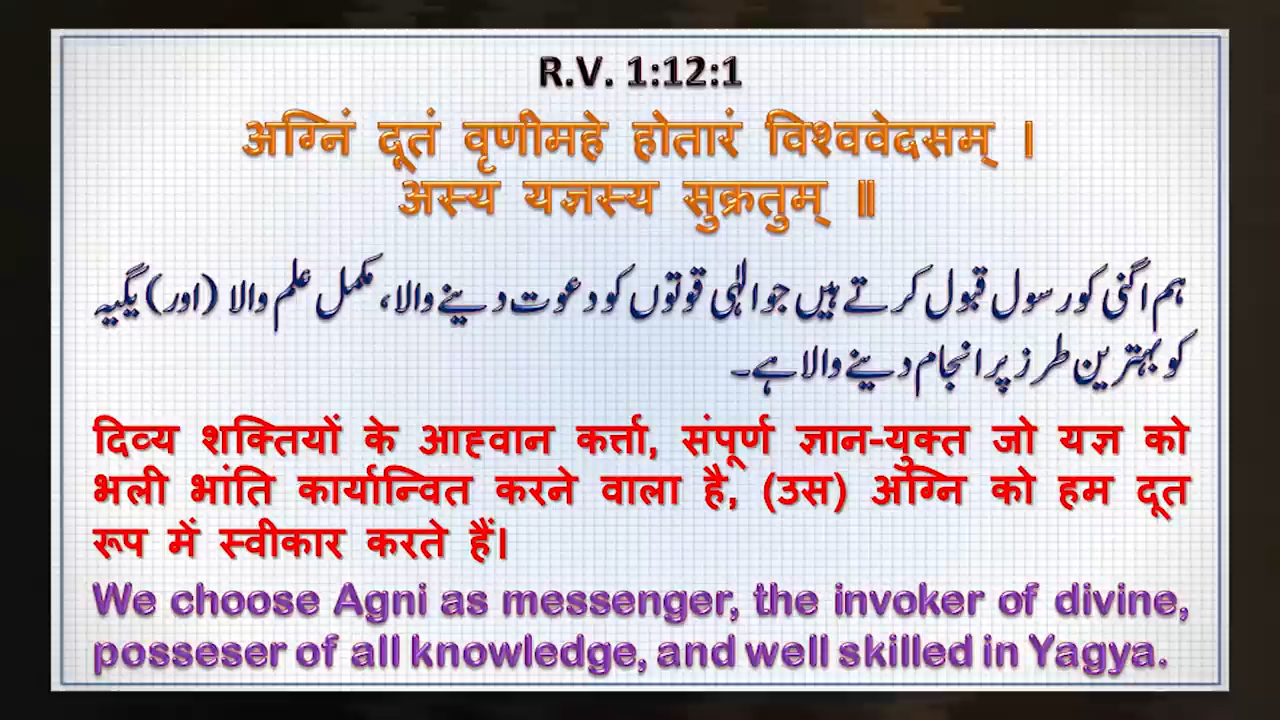 R.V. 1:12:1
अग्निं दूतं वृणीमहे होतारं विश्ववेदसम् ।
अस्य यज्ञस्य सुक्रतुम् ॥
ہم اگنی کو رسول قبول کرتے ہیں جو الٰہی قوتوں کو دعوت دینے والا، مکمل علم والا (اور) یگیہ
کو بہترین طرز پر انجام دینے والا ہے۔
दिव्य शक्तियों के आह्वान कर्त्ता, संपूर्ण ज्ञान-युक्त जो यज्ञ को
भली भांति कार्यान्वित करने वाला है, (उस) अग्नि को हम दूत
रूप में स्वीकार करते हैं।
We choose Agni as messenger, the invoker of divine,
posseser of all knowledge, and well skilled in Yagya.